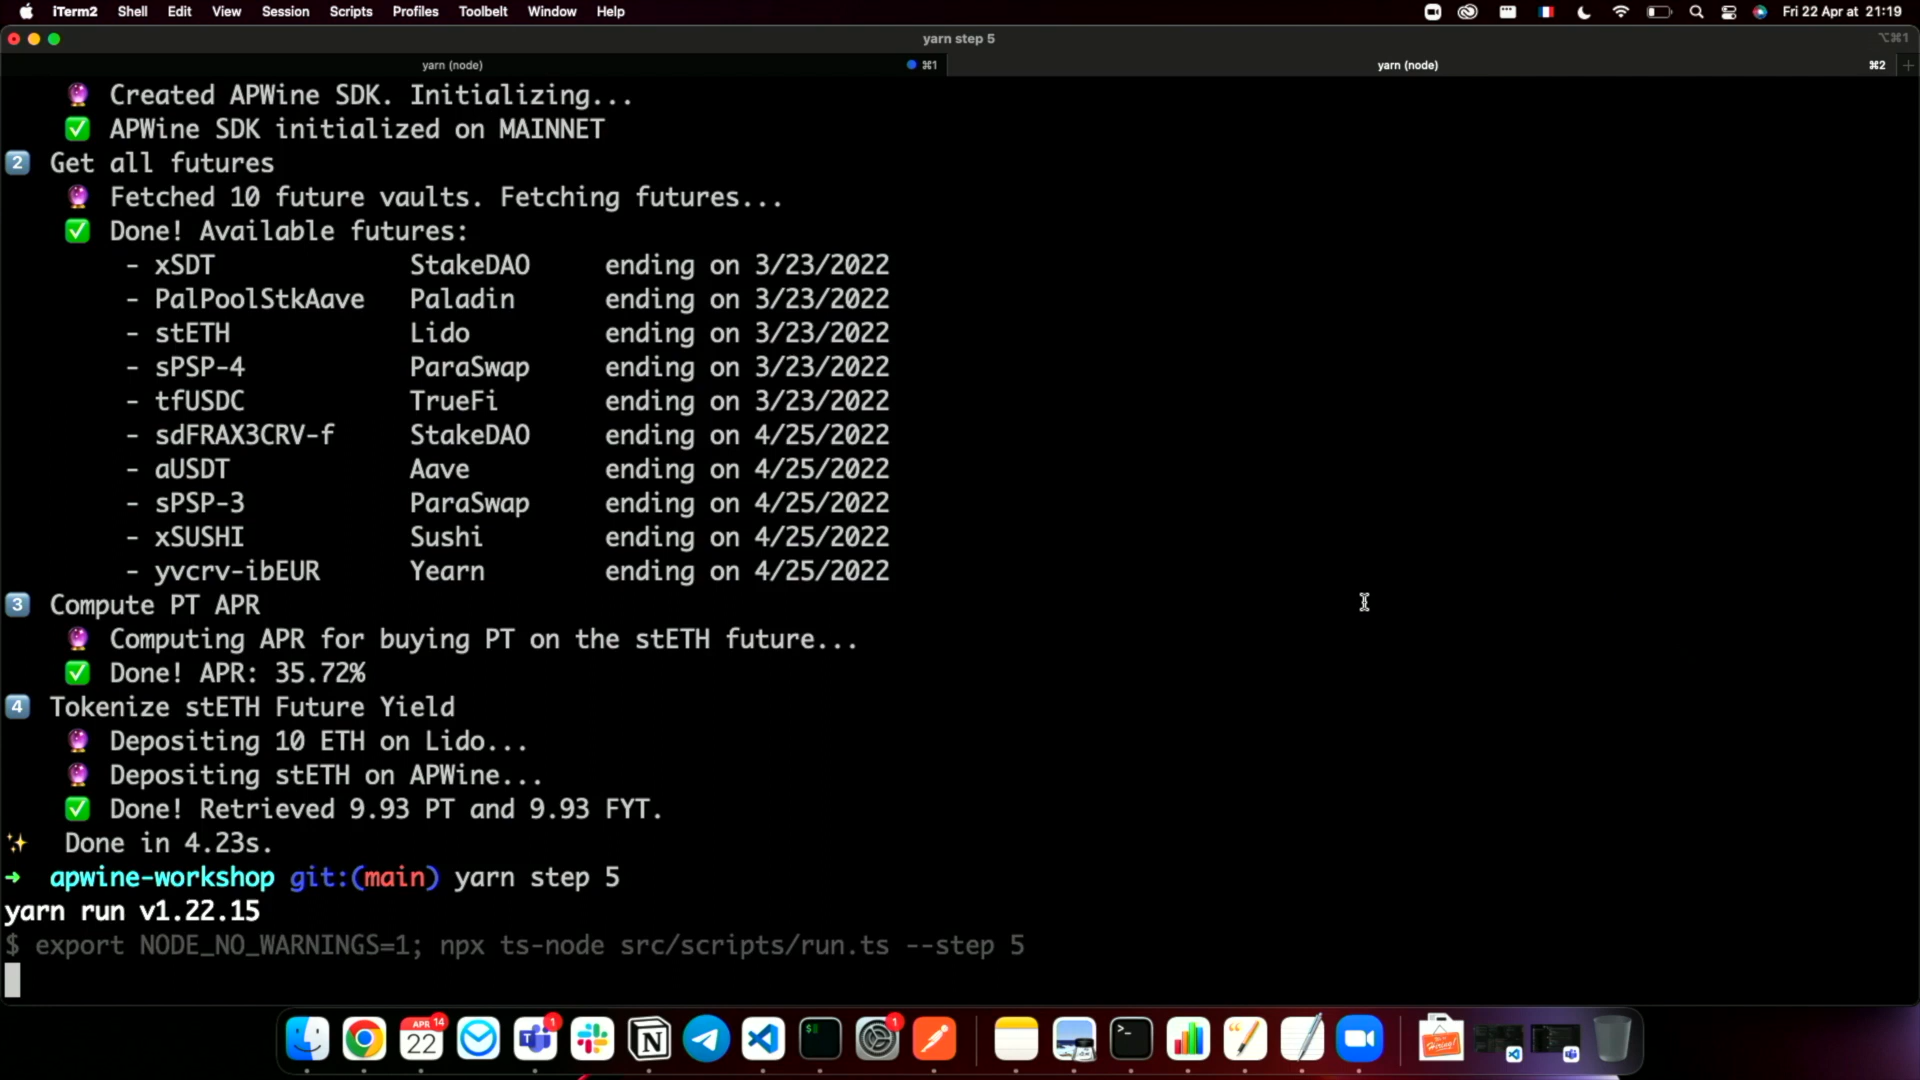 iTerm2 Shell Edit View Session Scripts Profiles Toolbelt Window Help Fri 22 Apr at 21:19
yarn step 5 ⌥⌘1
yarn (node) ⌘1 yarn (node) ⌘2
Created APWine SDK. Initializing...
APWine SDK initialized on MAINNET
2 Get all futures
Fetched 10 future vaults. Fetching futures...
Done! Available futures:
- xSDT StakeDAO ending on 3/23/2022
- PalPoolStkAave Paladin ending on 3/23/2022
- stETH Lido ending on 3/23/2022
- sPSP-4 ParaSwap ending on 3/23/2022
- tfUSDC TrueFi ending on 3/23/2022
- sdFRAX3CRV-f StakeDAO ending on 4/25/2022
- aUSDT Aave ending on 4/25/2022
- sPSP-3 ParaSwap ending on 4/25/2022
- xSUSHI Sushi ending on 4/25/2022
- yvcrv-ibEUR Yearn ending on 4/25/2022
3 Compute PT APR
Computing APR for buying PT on the stETH future...
Done! APR: 35.72%
4 Tokenize stETH Future Yield
Depositing 10 ETH on Lido...
Depositing stETH on APWine...
Done! Retrieved 9.93 PT and 9.93 FYT.
Done in 4.23s.
→ apwine-workshop git:(main) yarn step 5
yarn run v1.22.15
$ export NODE_NO_WARNINGS=1; npx ts-node src/scripts/run.ts --step 5
APR 14 1 1
22
Hiring!